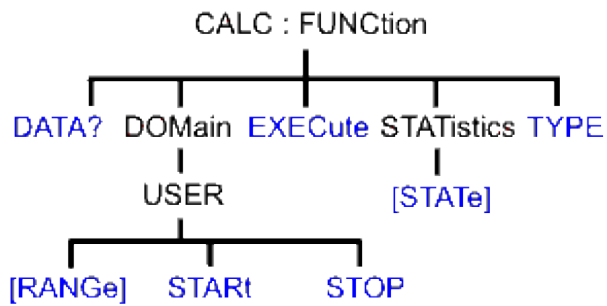 CALC : FUNCtion
DATA? DOMain EXECute STATistics TYPE
USER [STATe]
[RANGe] STARt STOP